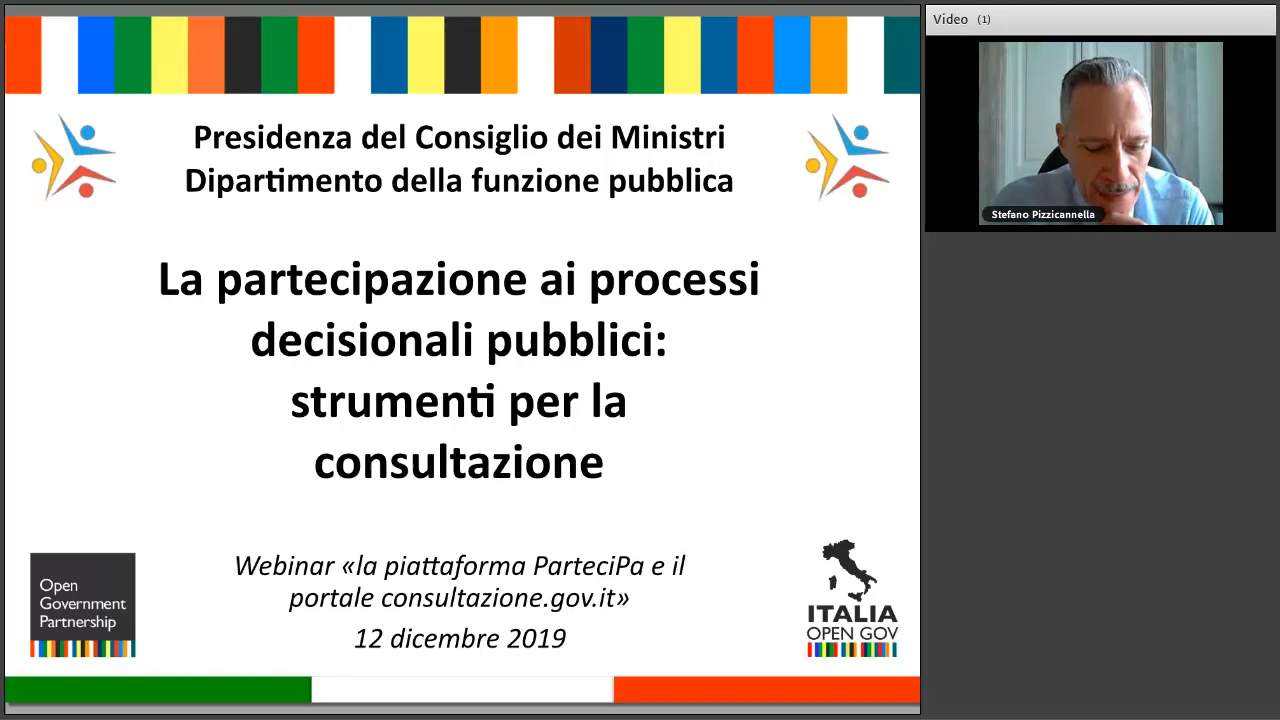 Presidenza del Consiglio dei Ministri
Dipartimento della funzione pubblica
La partecipazione ai processi
decisionali pubblici:
strumenti per la
consultazione
Webinar «la piattaforma ParteciPa e il
portale consultazione.gov.it»
12 dicembre 2019
Open
Government
Partnership
ITALIA
OPEN GOV
Video (1)
Stefano Pizzicannella